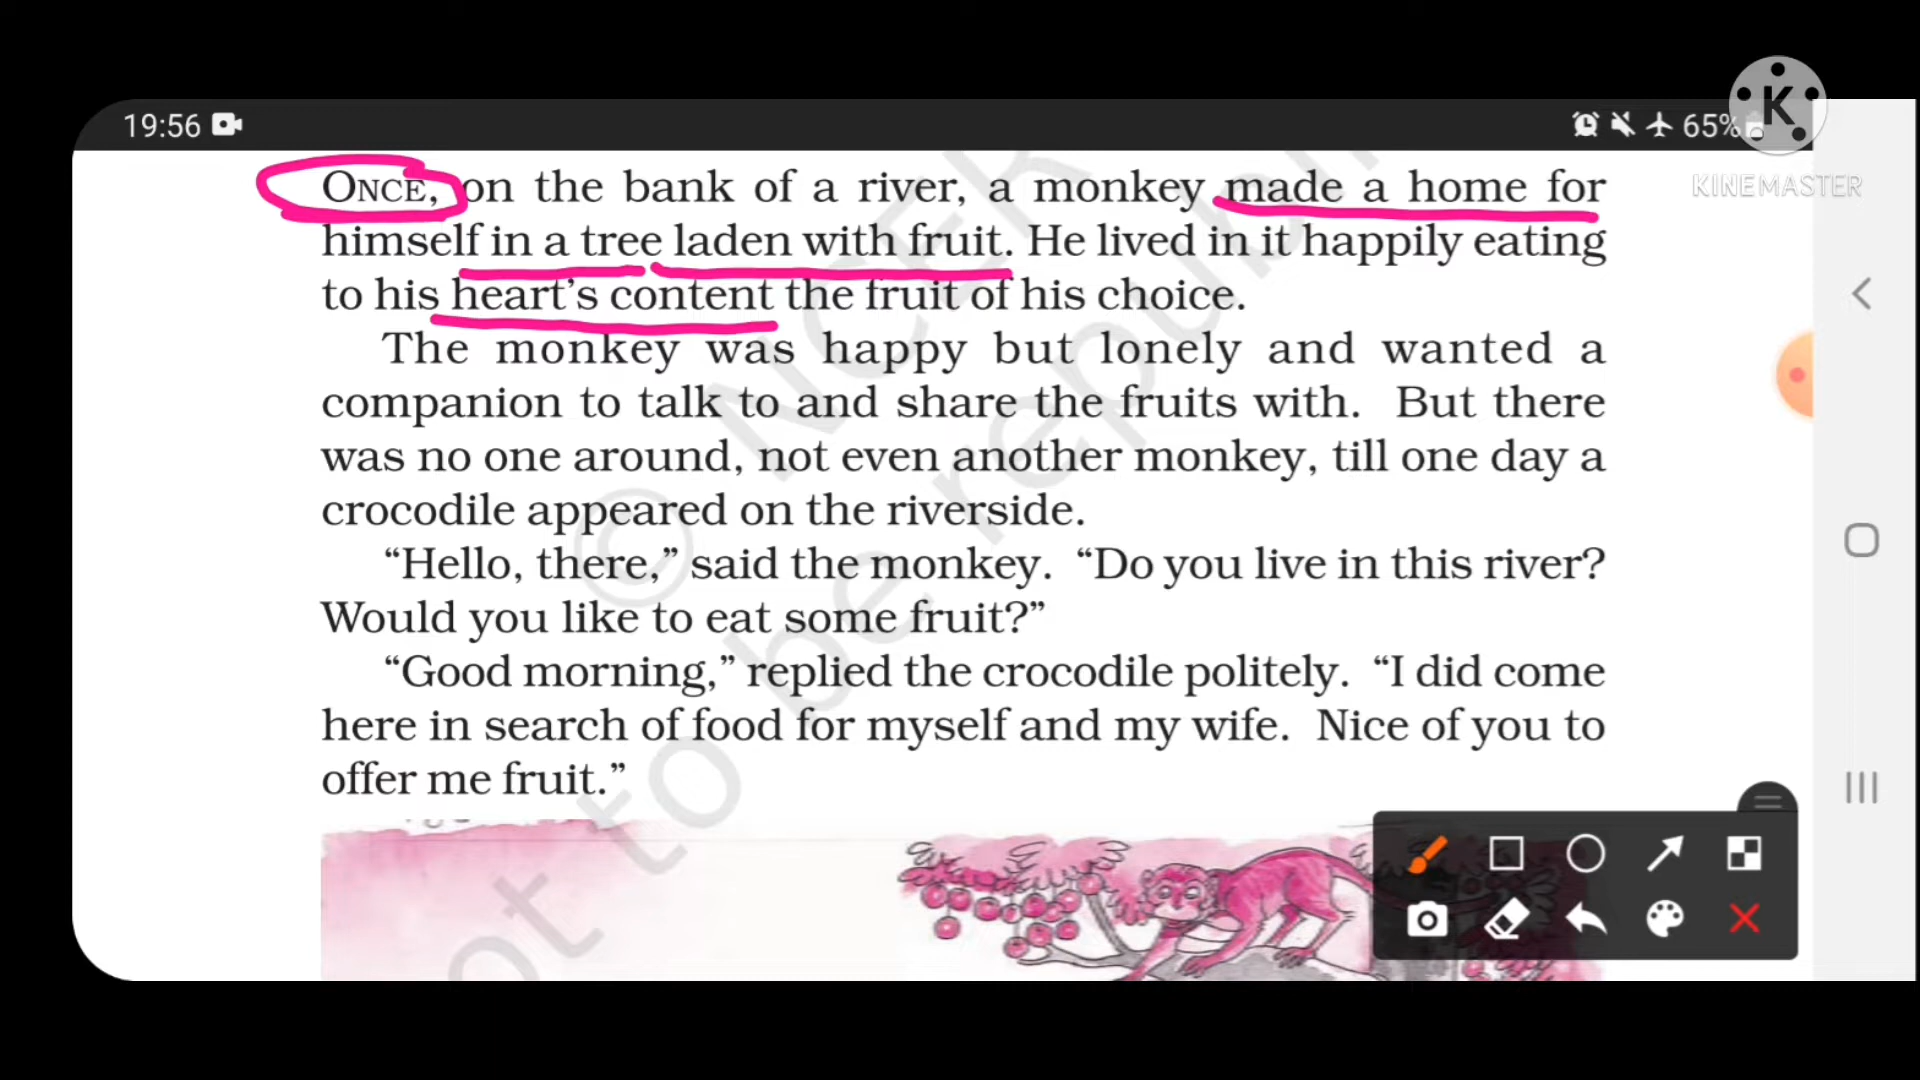 19:56
65%
K
KINEMASTER
ONCE, on the bank of a river, a monkey made a home for
himself in a tree laden with fruit. He lived in it happily eating
to his heart's content the fruit of his choice.
The monkey was happy but lonely and wanted a
companion to talk to and share the fruits with. But there
was no one around, not even another monkey, till one day a
crocodile appeared on the riverside.
“Hello, there,” said the monkey. “Do you live in this river?
Would you like to eat some fruit?”
“Good morning,” replied the crocodile politely. “I did come
here in search of food for myself and my wife. Nice of you to
offer me fruit.”
© NCER
ot to be republi